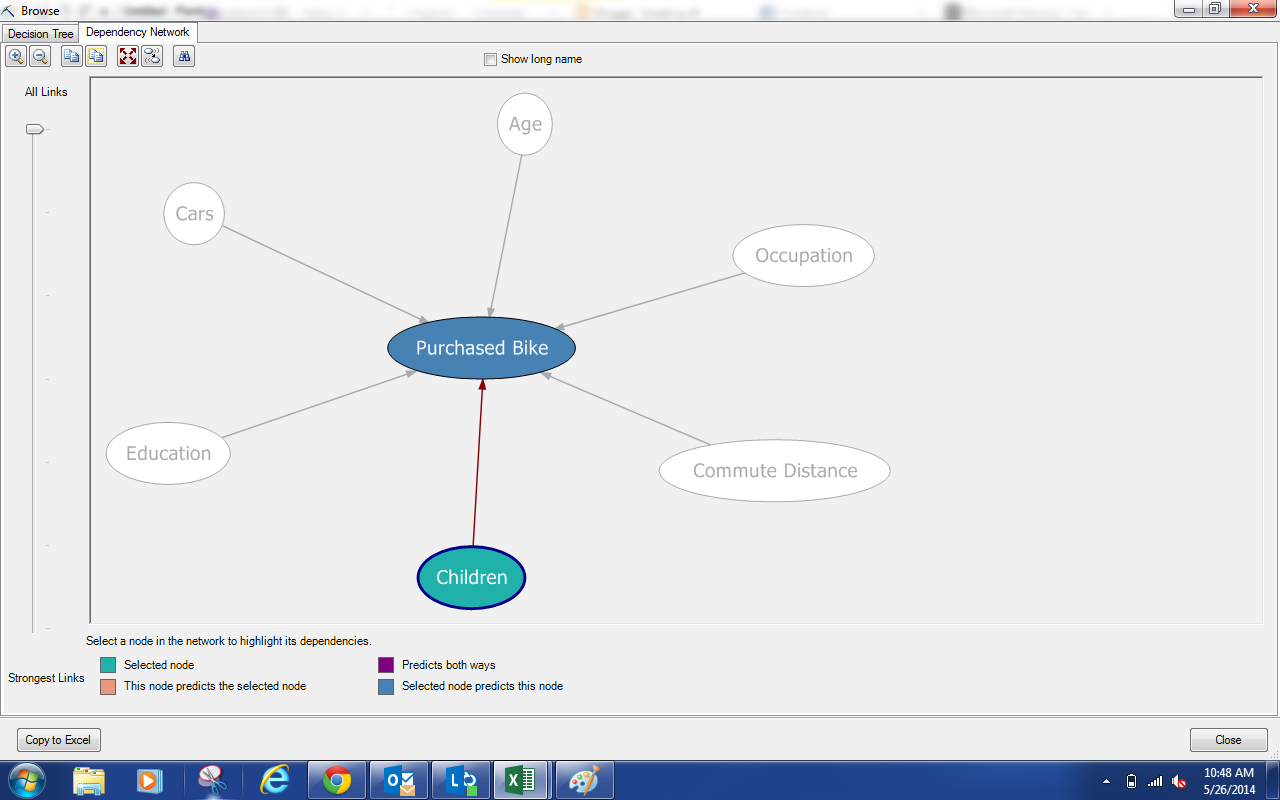 Browse
Decision Tree
Dependency Network
Show long name
All Links
Age
Cars
Occupation
Purchased Bike
Education
Commute Distance
Children
Select a node in the network to highlight its dependencies.
Selected node
Predicts both ways
Strongest Links
This node predicts the selected node
Selected node predicts this node
Copy to Excel
Close
10:48 AM
5/26/2014